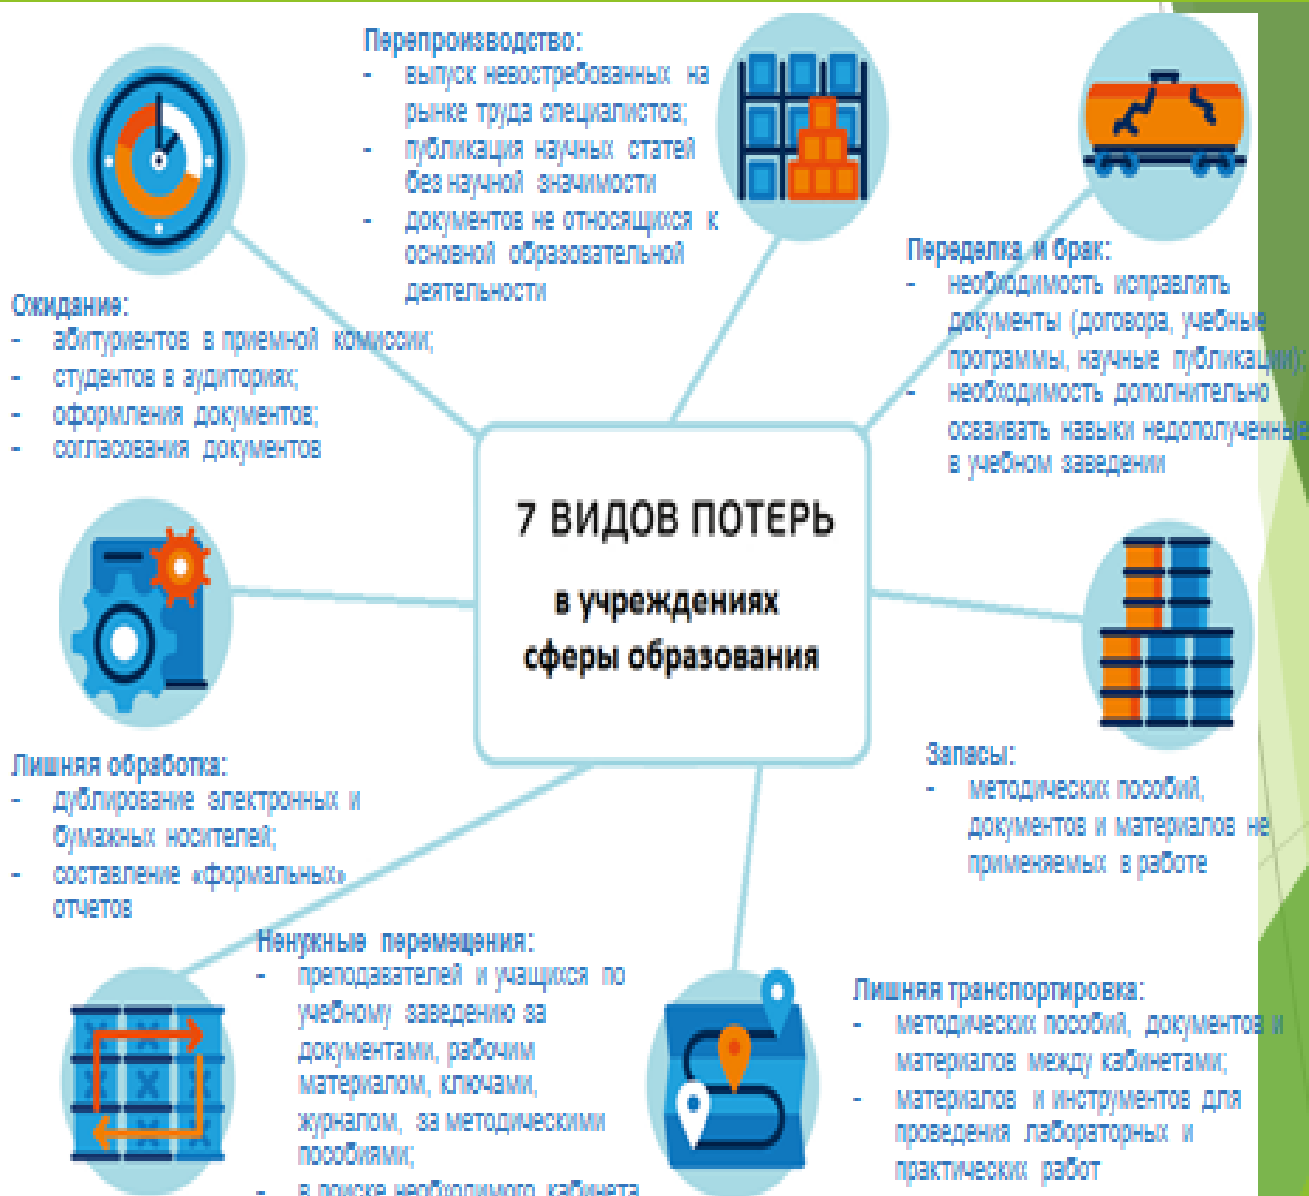 Перепроизводство:
- выпуск невостребованных на
рынке труда специалистов;
- публикация научных статей
без научной значимости
- документов не относящихся к
основной образовательной
деятельности
Переделка и брак:
- необходимость исправлять
документы (договора, учебные
программы, научные публикации);
- необходимость дополнительно
осваивать навыки недополученные
в учебном заведении
Ожидание:
- абитуриентов в приемной комиссии;
- студентов в аудиториях;
- оформления документов;
- согласования документов
7 ВИДОВ ПОТЕРЬ
в учреждениях
сферы образования
Запасы:
- методических пособий,
документов и материалов не
применяемых в работе
Лишняя обработка:
- дублирование электронных и
бумажных носителей;
- составление «формальных»
отчетов
Ненужные перемещения:
- преподавателей и учащихся по
учебному заведению за
документами, рабочим
материалом, ключами,
журналом, за методическими
пособиями;
- в поиске необходимого кабинета
Лишняя транспортировка:
- методических пособий, документов и
материалов между кабинетами;
- материалов и инструментов для
проведения лабораторных и
практических работ